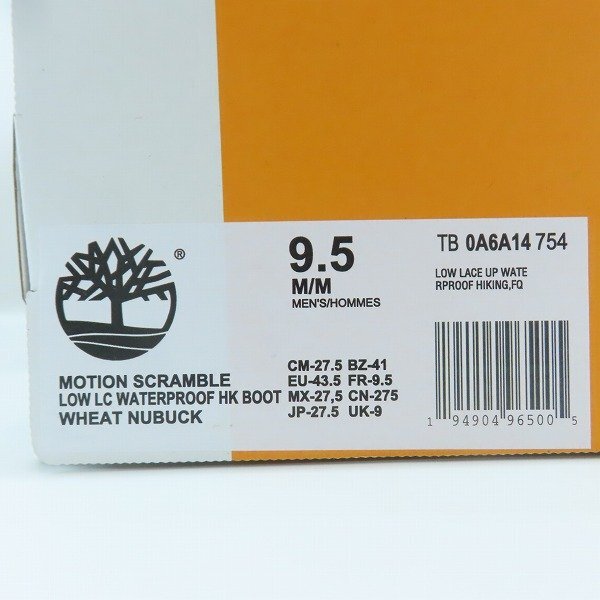 ®
9.5
M/M
MEN'S/HOMMES
TB 0A6A14 754
LOW LACE UP WATE
RPROOF HIKING,FQ
MOTION SCRAMBLE
LOW LC WATERPROOF HK BOOT
WHEAT NUBUCK
CM-27.5 BZ-41
EU-43.5 FR-9.5
MX-27,5 CN-275
JP-27.5 UK-9
1 94904 96500 5